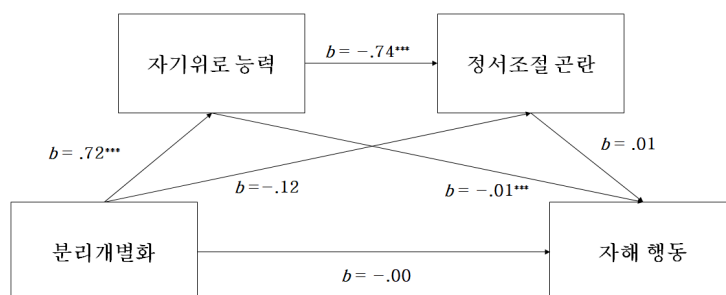 b = -.74***
자기위로 능력
정서조절 곤란
b = .72***
b = .01
b = -.12
b = -.01***
분리개별화
자해 행동
b = -.00